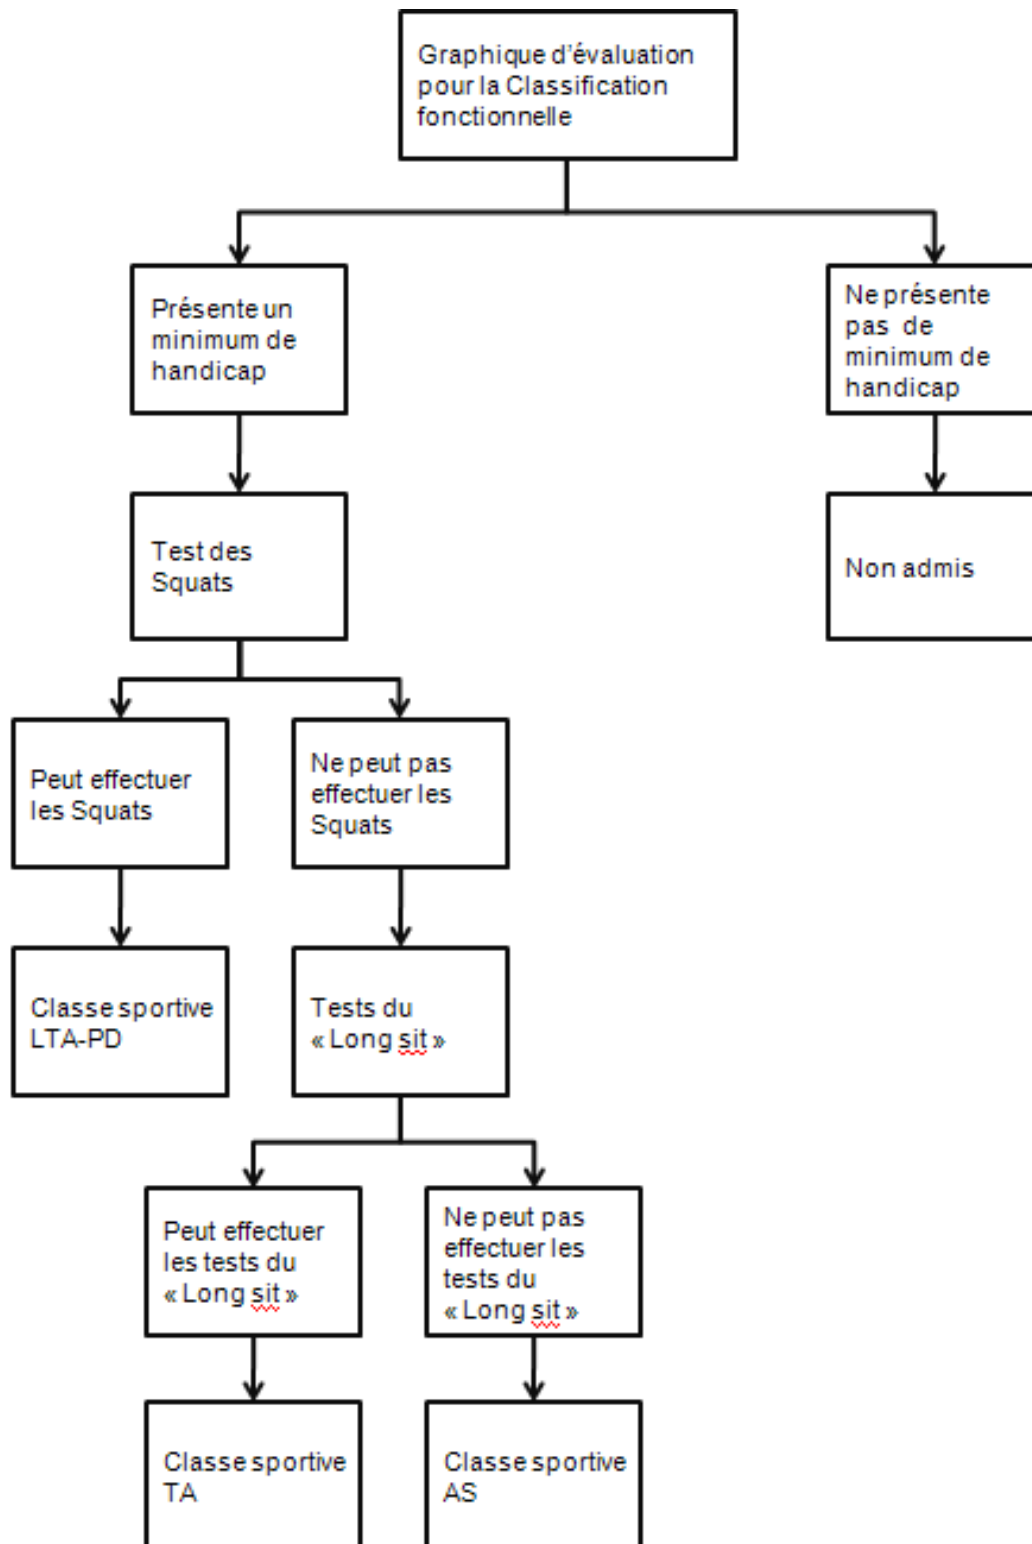 Graphique d'évaluation
pour la Classification
fonctionnelle
Présente un
minimum de
handicap
Ne présente
pas de
minimum de
handicap
Test des
Squats
Non admis
Peut effectuer
les Squats
Ne peut pas
effectuer les
Squats
Classe sportive
LTA-PD
Tests du
« Long sit »
Peut effectuer
les tests du
« Long sit »
Ne peut pas
effectuer les
tests du
« Long sit »
Classe sportive
TA
Classe sportive
AS